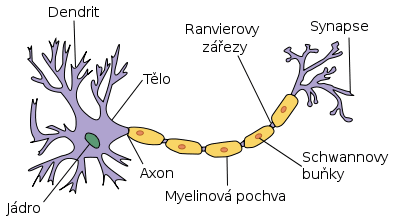 Dendrit
Ranvierovy
zářezy
Synapse
Tělo
Axon
Schwannovy
buňky
Myelinová pochva
Jádro